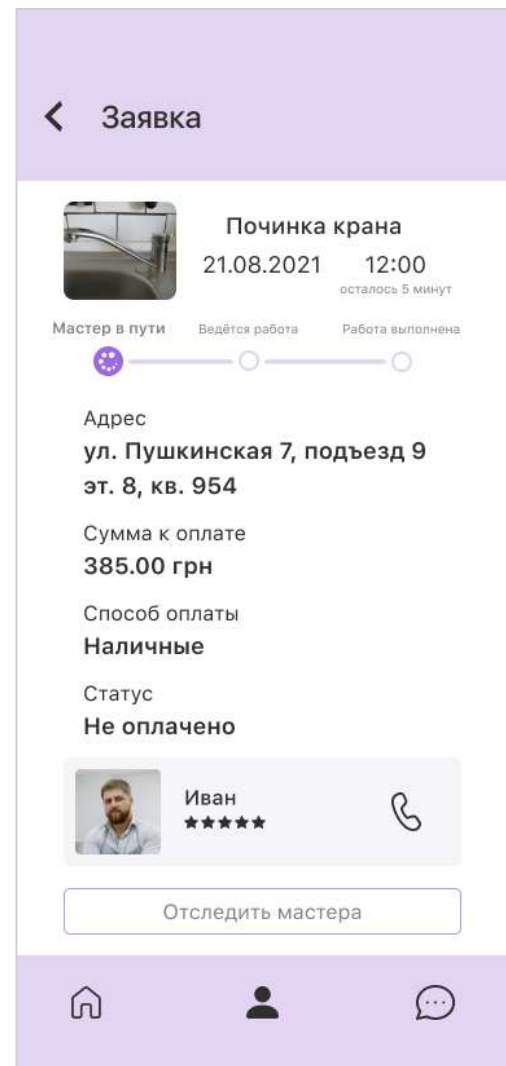 Заявка
Починка крана
21.08.2021 12:00
осталось 5 минут
Мастер в пути Ведётся работа Работа выполнена
Адрес
ул. Пушкинская 7, подъезд 9
эт. 8, кв. 954
Сумма к оплате
385.00 грн
Способ оплаты
Наличные
Статус
Не оплачено
Иван
★★★★★
Отследить мастера